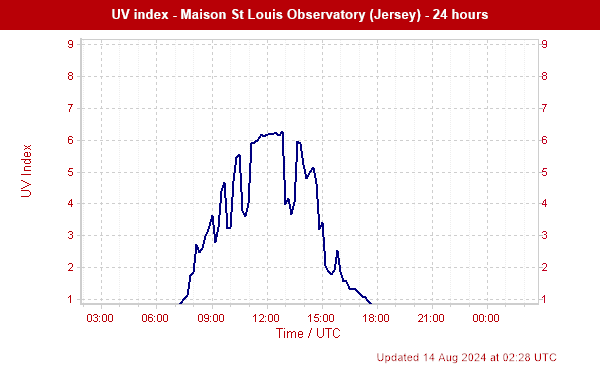 UV index - Maison St Louis Observatory (Jersey) - 24 hours
9 9
8 8
7 7
6 6
5 5
4 4
3 3
2 2
1 1
UV Index
03:00 06:00 09:00 12:00 15:00 18:00 21:00 00:00
Time / UTC
Updated 14 Aug 2024 at 02:28 UTC